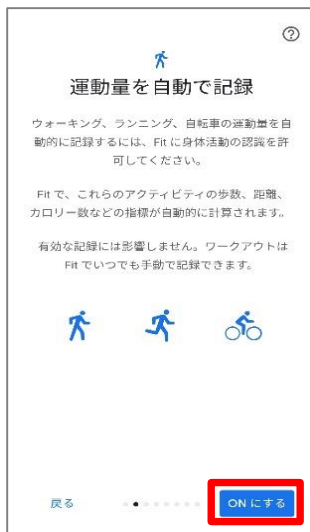 運動量を自動で記録
ウォーキング、ランニング、自転車の運動量を自
動的に記録するには、Fit に身体活動の認識を許
可してください。
Fit で、これらのアクティビティの歩数、距離、
カロリー数などの指標が自動的に計算されます。
有効な記録には影響しません。ワークアウトは
Fit でいつでも手動で記録できます。
戻る
ON にする